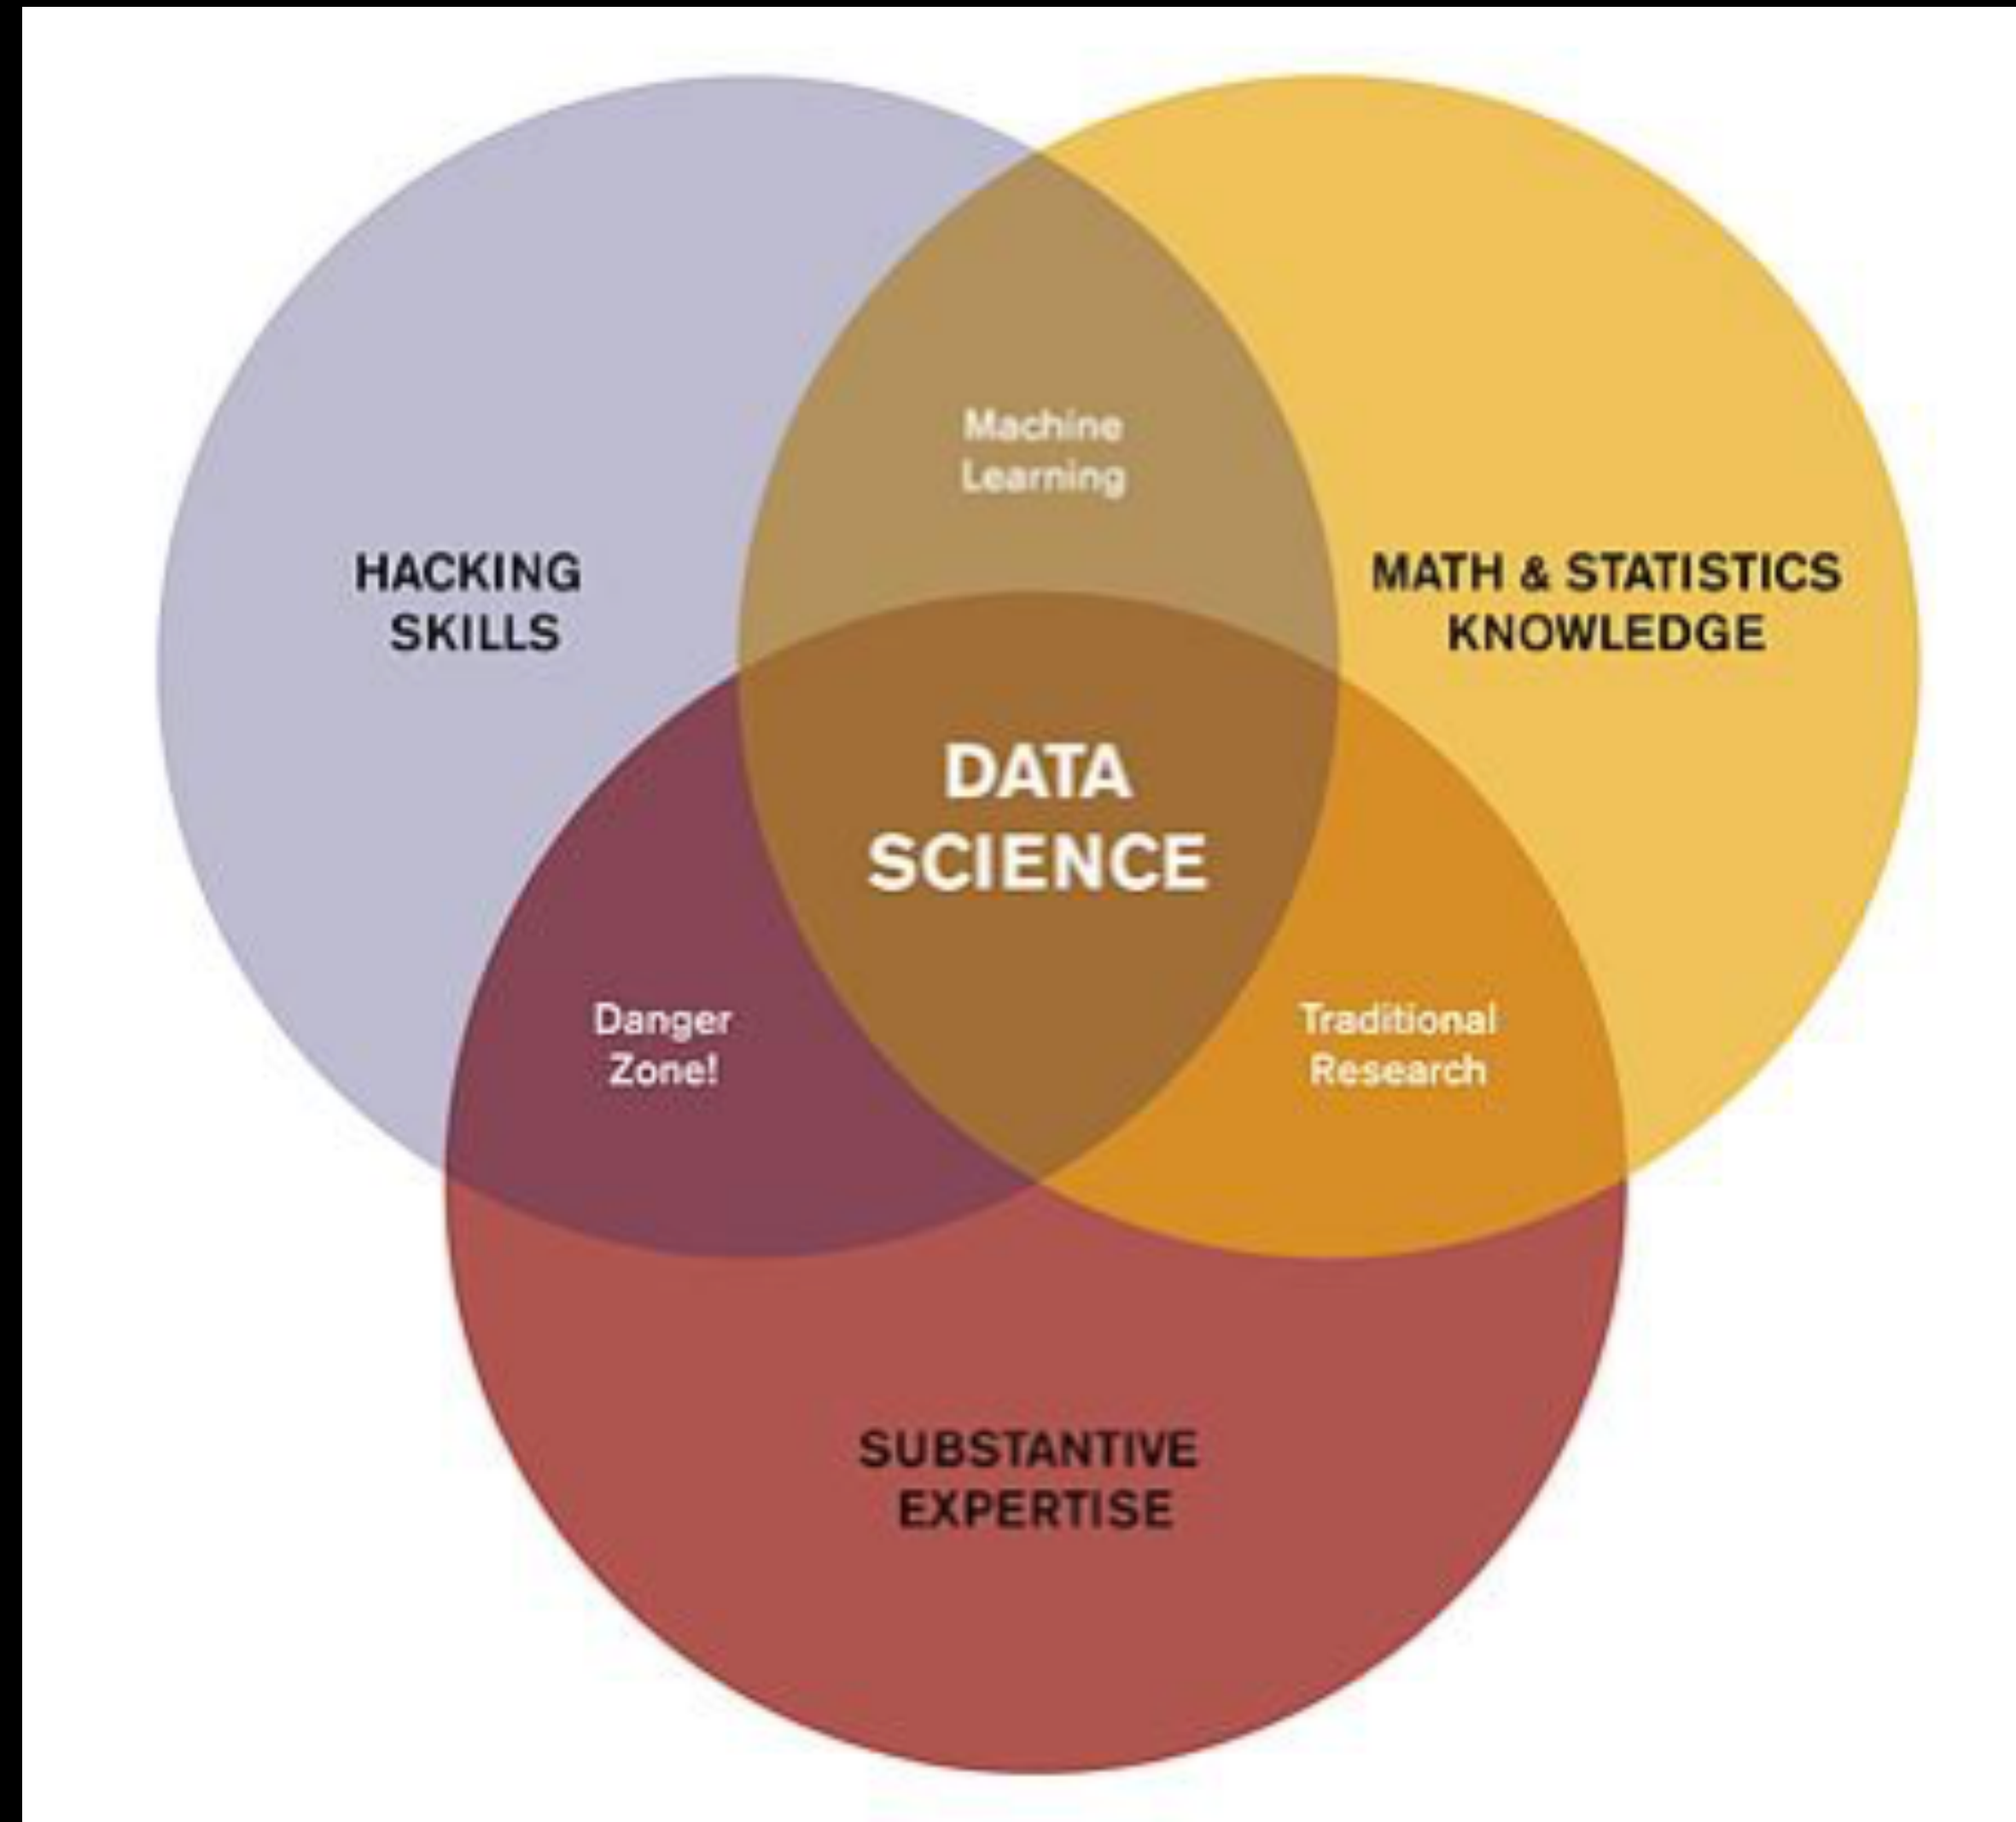 Machine
Learning
HACKING
SKILLS
MATH & STATISTICS
KNOWLEDGE
DATA
SCIENCE
Danger
Zone!
Traditional
Research
SUBSTANTIVE
EXPERTISE